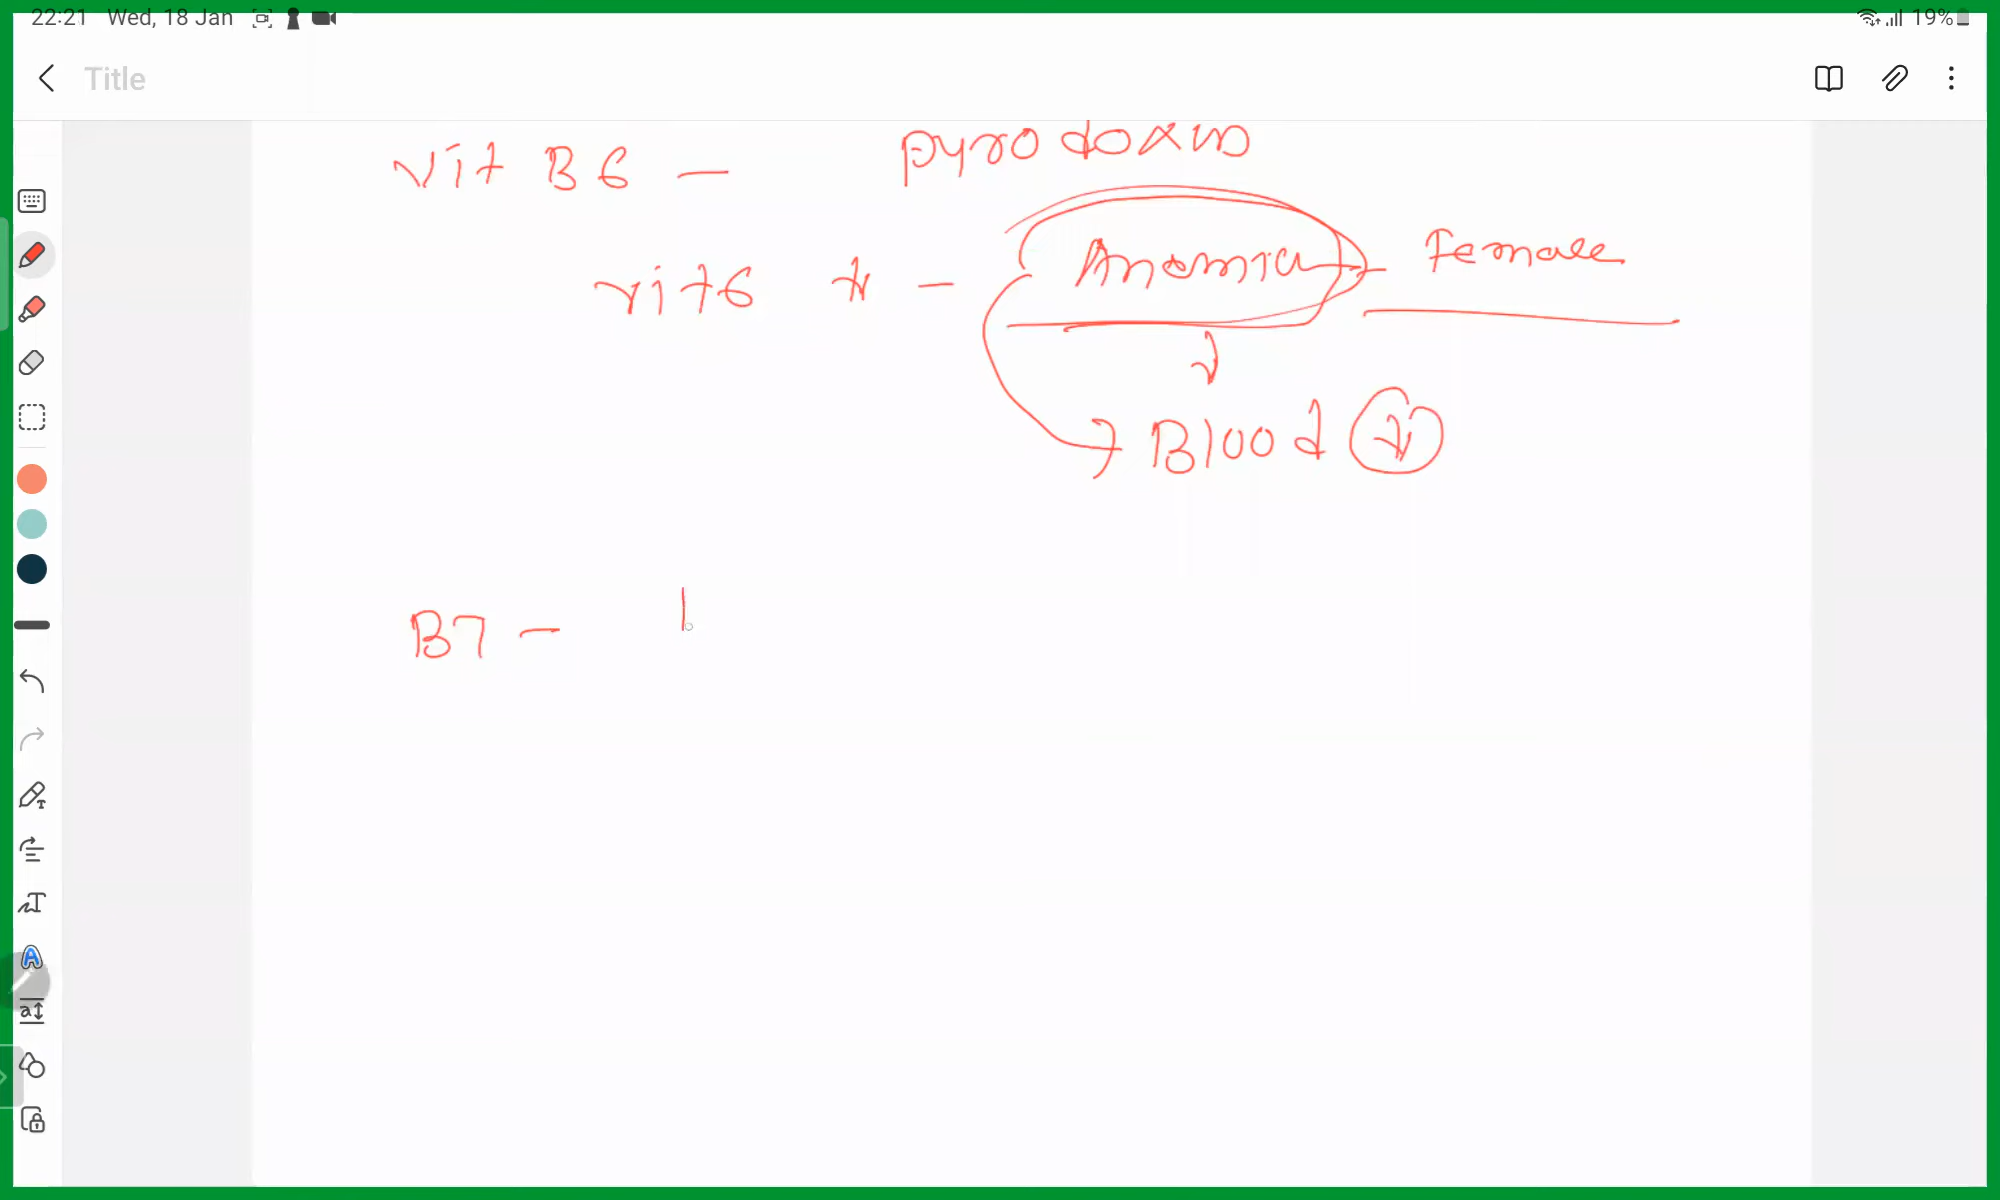 22:21 Wed, 18 Jan 19%
Title
Vit B6 — pyrodoxin
vit6 — Anemia Female
Blood
B7 —